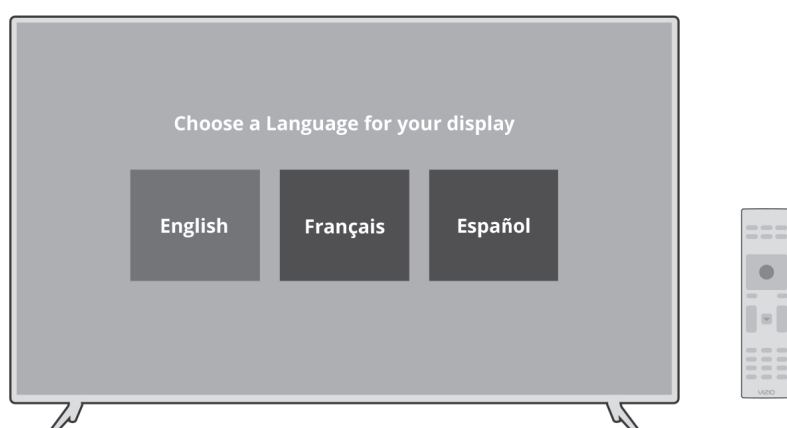 Choose a Language for your display
English
Français
Español
VIZIO